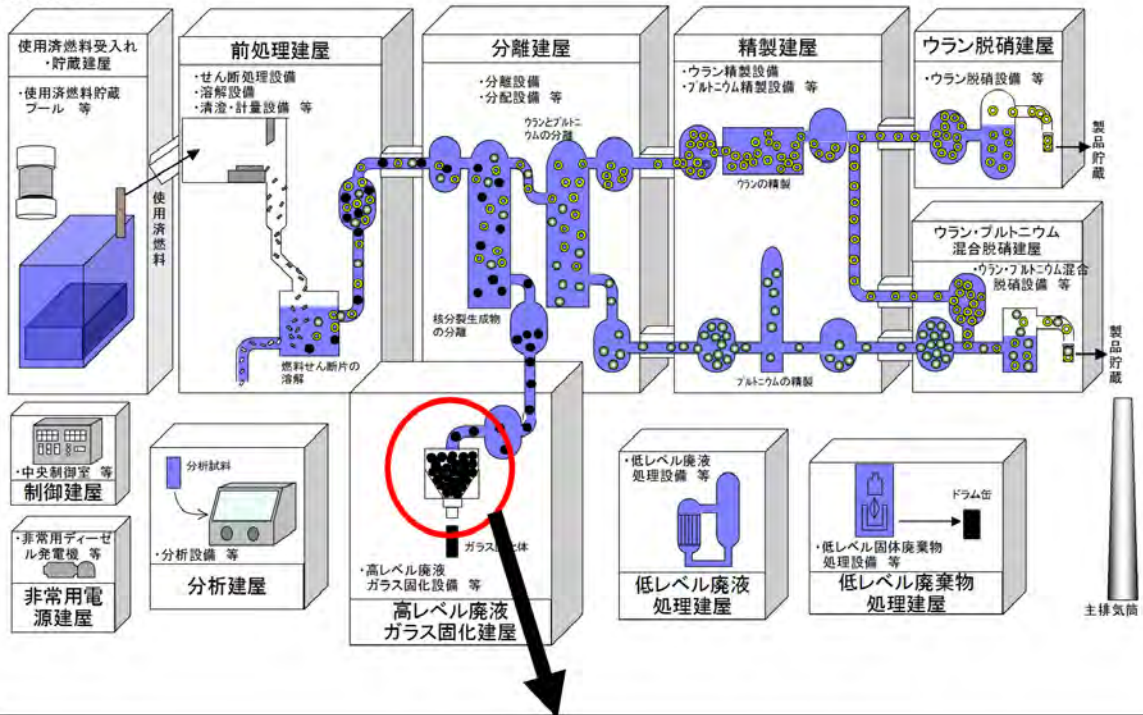 使用済燃料受入れ
・貯蔵建屋
・使用済燃料貯蔵
プール 等
使用済燃料
前処理建屋
・せん断処理設備
・溶解設備
・清澄・計量設備 等
燃料せん断片の
溶解
分離建屋
・分離設備
・分配設備 等
ウランとプルトニ
ウムの分離
核分裂生成物
の分離
精製建屋
・ウラン精製設備
・プルトニウム精製設備 等
ウランの精製
プルトニウムの精製
ウラン脱硝建屋
・ウラン脱硝設備 等
製品貯蔵
ウラン・プルトニウム
混合脱硝建屋
・ウラン・プルトニウム混合
脱硝設備 等
製品貯蔵
・中央制御室 等
制御建屋
・非常用ディーゼ
ル発電機 等
非常用電
源建屋
分析試料
・分析設備 等
分析建屋
ガラス固化体
・高レベル廃液
ガラス固化設備 等
高レベル廃液
ガラス固化建屋
・低レベル廃液
処理設備 等
低レベル廃液
処理建屋
ドラム缶
・低レベル固体廃棄物
処理設備 等
低レベル廃棄物
処理建屋
主排気筒